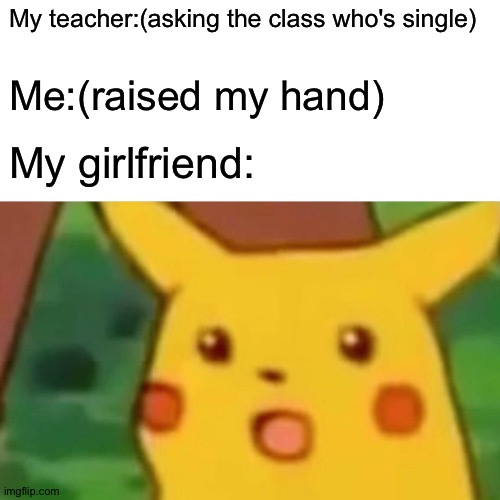 My teacher:(asking the class who's single)
Me:(raised my hand)
My girlfriend:
imgflip.com